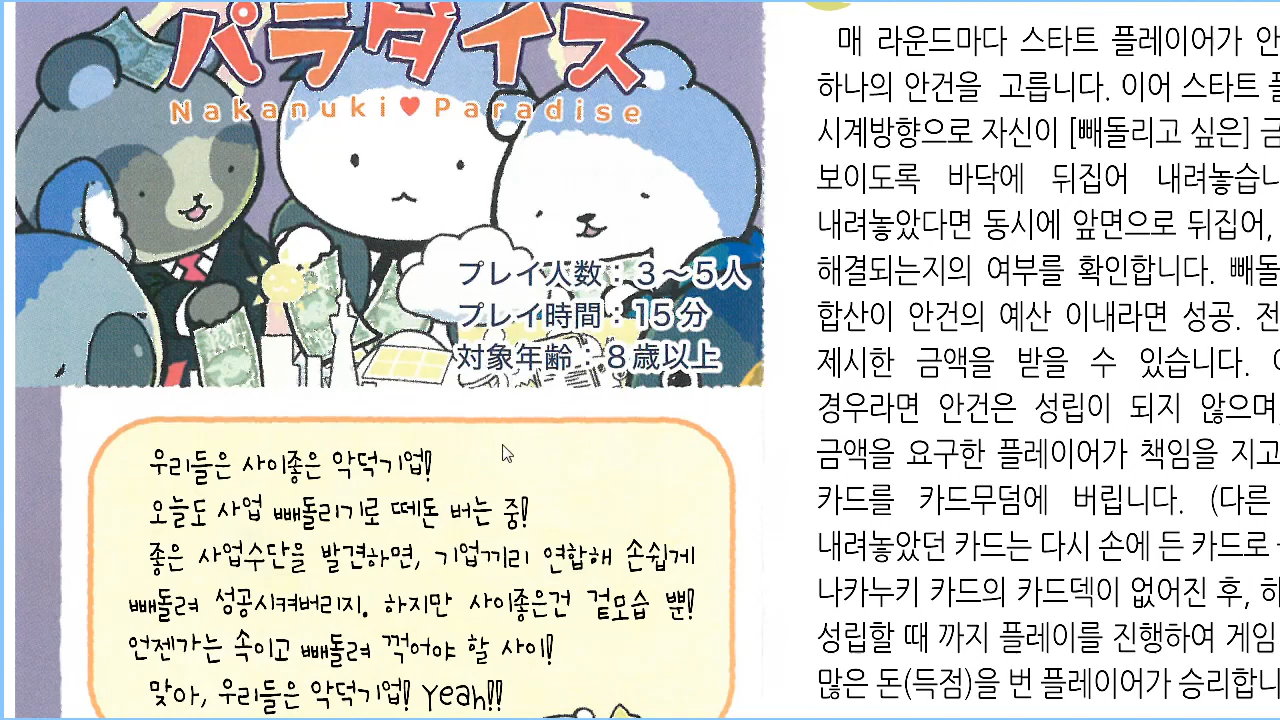 パラダイス
Nakanuki♥Paradise
プレイ人数：3〜5人
プレイ時間：15分
対象年齢：8歳以上
우리들은 사이좋은 악덕기업!
오늘도 사업 빼돌리기로 떼돈 버는 중!
좋은 사업수단을 발견하면, 기업끼리 연합해 손쉽게
빼돌려 성공시켜버리지. 하지만 사이좋은건 겉모습 뿐!
언젠가는 속이고 빼돌려 꺽어야 할 사이!
맞아, 우리들은 악덕기업! Yeah!!
매 라운드마다 스타트 플레이어가 안
하나의 안건을 고릅니다. 이어 스타트
시계방향으로 자신이 [빼돌리고 싶은] 금
보이도록 바닥에 뒤집어 내려놓습니
내려놓았다면 동시에 앞면으로 뒤집어,
해결되는지의 여부를 확인합니다. 빼돌
합산이 안건의 예산 이내라면 성공. 전
제시한 금액을 받을 수 있습니다.
경우라면 안건은 성립이 되지 않으며,
금액을 요구한 플레이어가 책임을 지고
카드를 카드무덤에 버립니다. (다른
내려놓았던 카드는 다시 손에 든 카드로
나카누키 카드의 카드덱이 없어진 후, 하
성립할 때 까지 플레이를 진행하여 게임
많은 돈(득점)을 번 플레이어가 승리합니